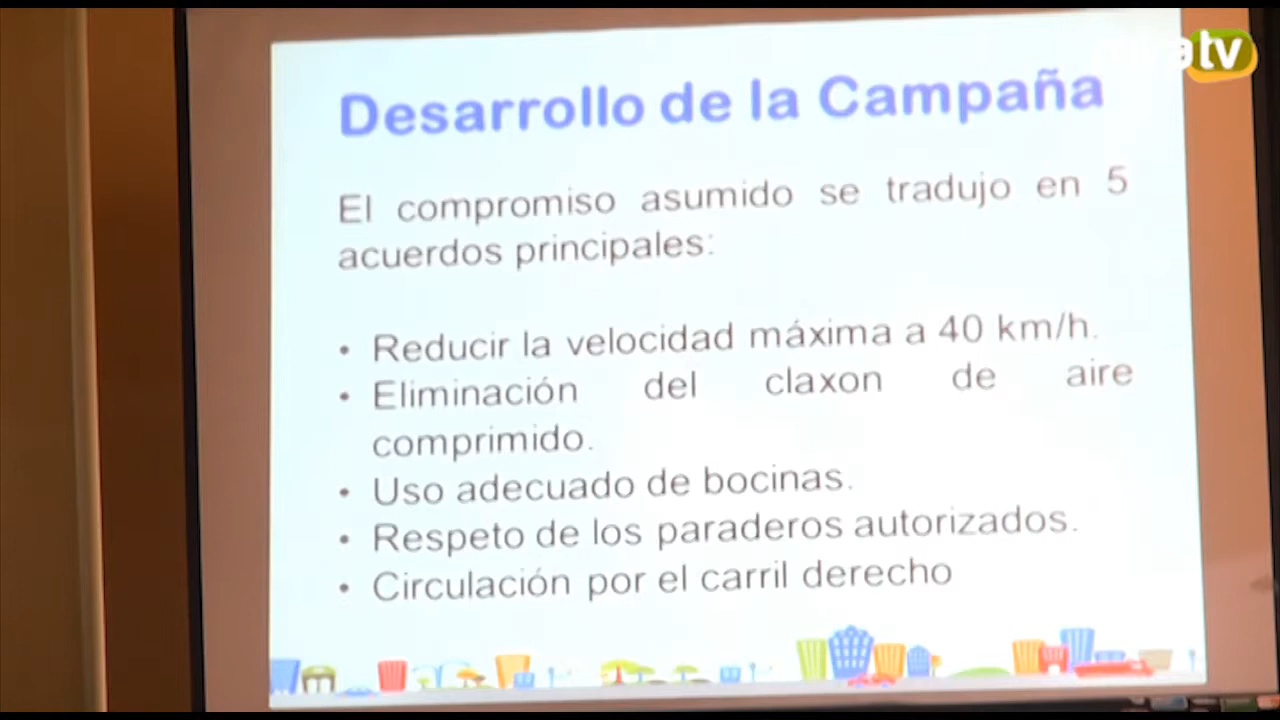 tv
Desarrollo de la Campaña
El compromiso asumido se tradujo en 5
acuerdos principales:
• Reducir la velocidad máxima a 40 km/h.
• Eliminación del claxon de aire
comprimido.
• Uso adecuado de bocinas.
• Respeto de los paraderos autorizados.
• Circulación por el carril derecho